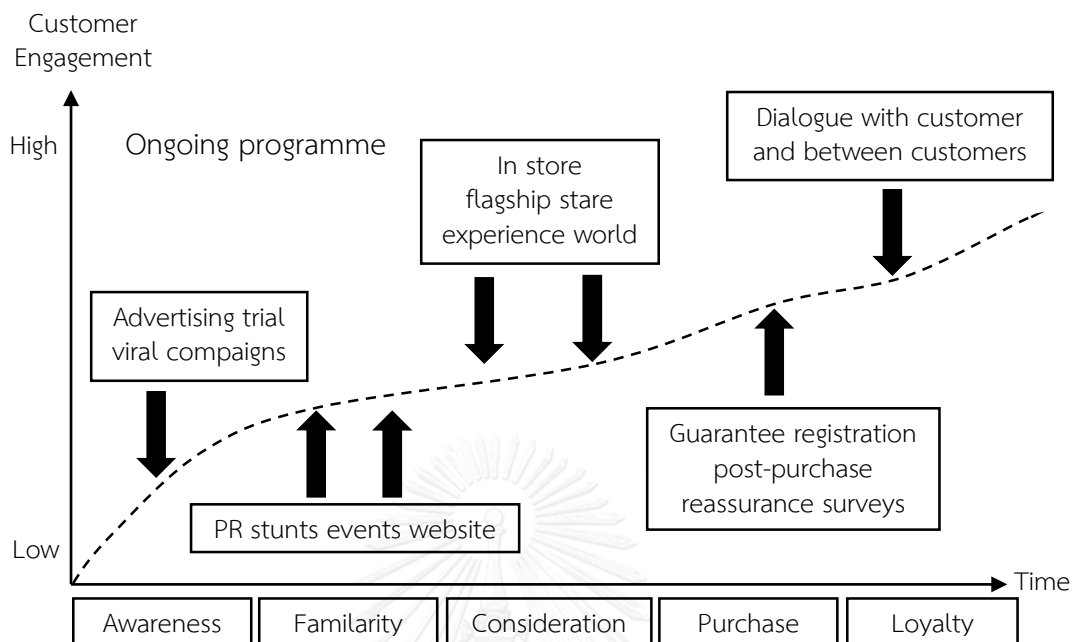 Customer
Engagement
High
Ongoing programme
In store
flagship stare
experience world
Dialogue with customer
and between customers
Advertising trial
viral compaigns
Guarantee registration
post-purchase
reassurance surveys
PR stunts events website
Low
Time
Awareness
Familarity
Consideration
Purchase
Loyalty